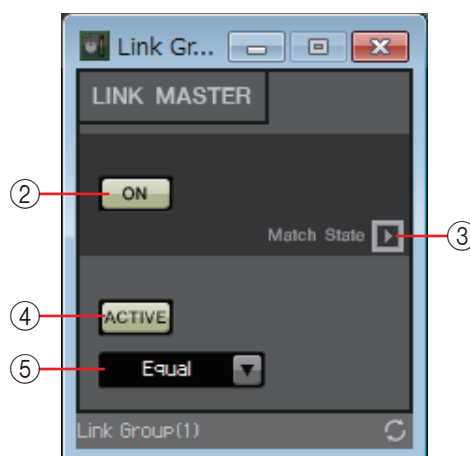 Link Gr...
LINK MASTER
② ON
Match State ③
④ ACTIVE
⑤ Equal
Link Group(1)